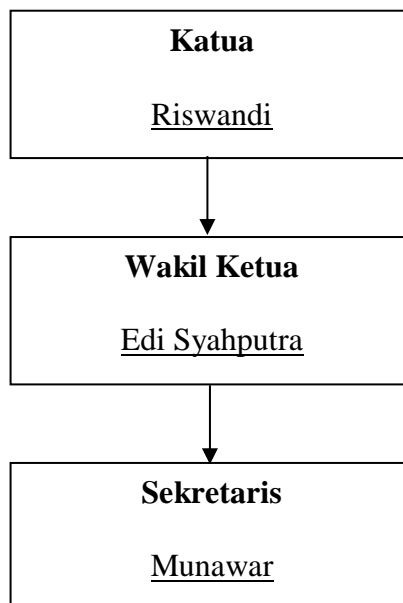 Katua
Riswandi
Wakil Ketua
Edi Syahputra
Sekretaris
Munawar